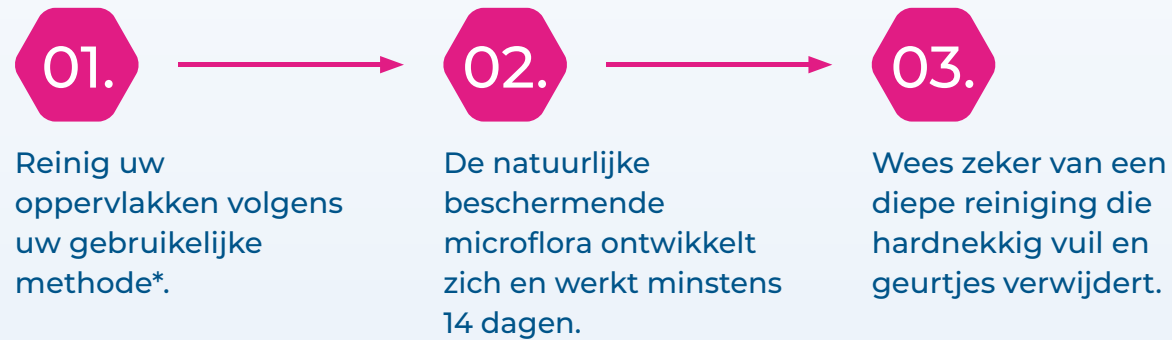 01.
Reinig uw
oppervlakken volgens
uw gebruikelijke
methode*.
02.
De natuurlijke
beschermende
microflora ontwikkelt
zich en werkt minstens
14 dagen.
03.
Wees zeker van een
diepe reiniging die
hardnekkig vuil en
geurtjes verwijdert.